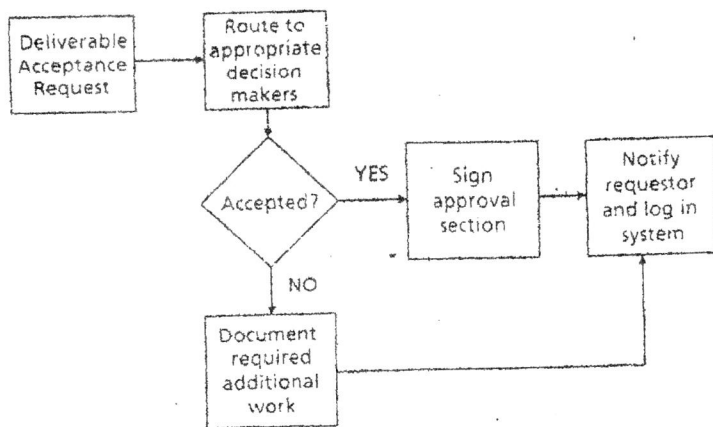 Deliverable
Acceptance
Request
Route to
appropriate
decision
makers
Accepted?
YES
Sign
approval
section
Notify
requestor
and log in
system
NO
Document
required
additional
work